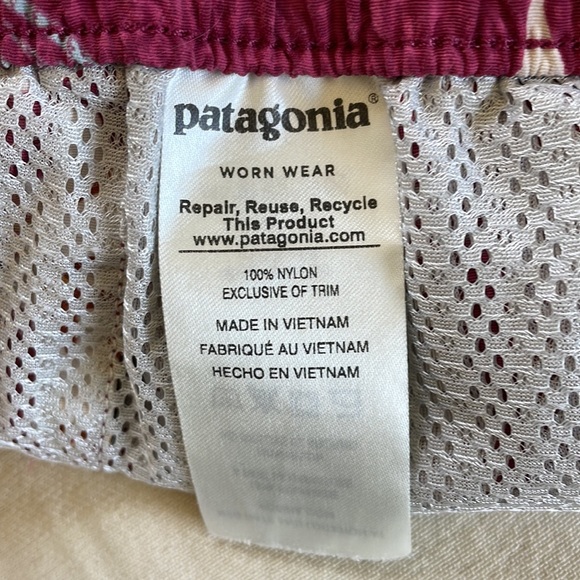 patagonia®
WORN WEAR
Repair, Reuse, Recycle
This Product
www.patagonia.com
100% NYLON
EXCLUSIVE OF TRIM
MADE IN VIETNAM
FABRIQUÉ AU VIETNAM
HECHO EN VIETNAM